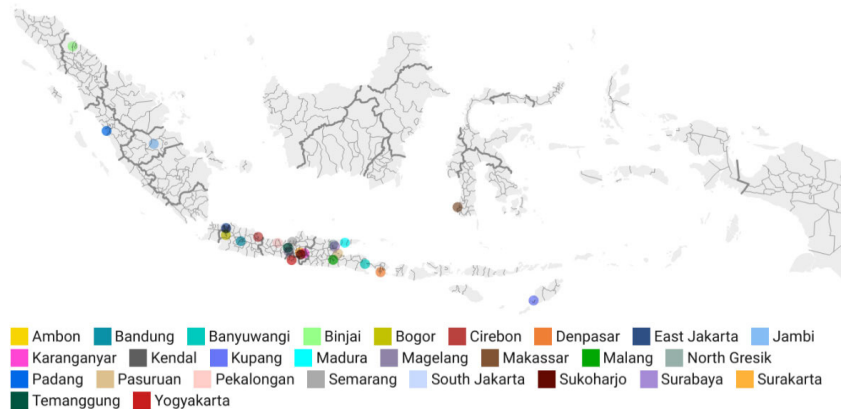 Ambon Bandung Banyuwangi Binjai Bogor Cirebon Denpasar East Jakarta Jambi
Karanganyar Kendal Kupang Madura Magelang Makassar Malang North Gresik
Padang Pasuruan Pekalongan Semarang South Jakarta Sukoharjo Surabaya Surakarta
Temanggung Yogyakarta